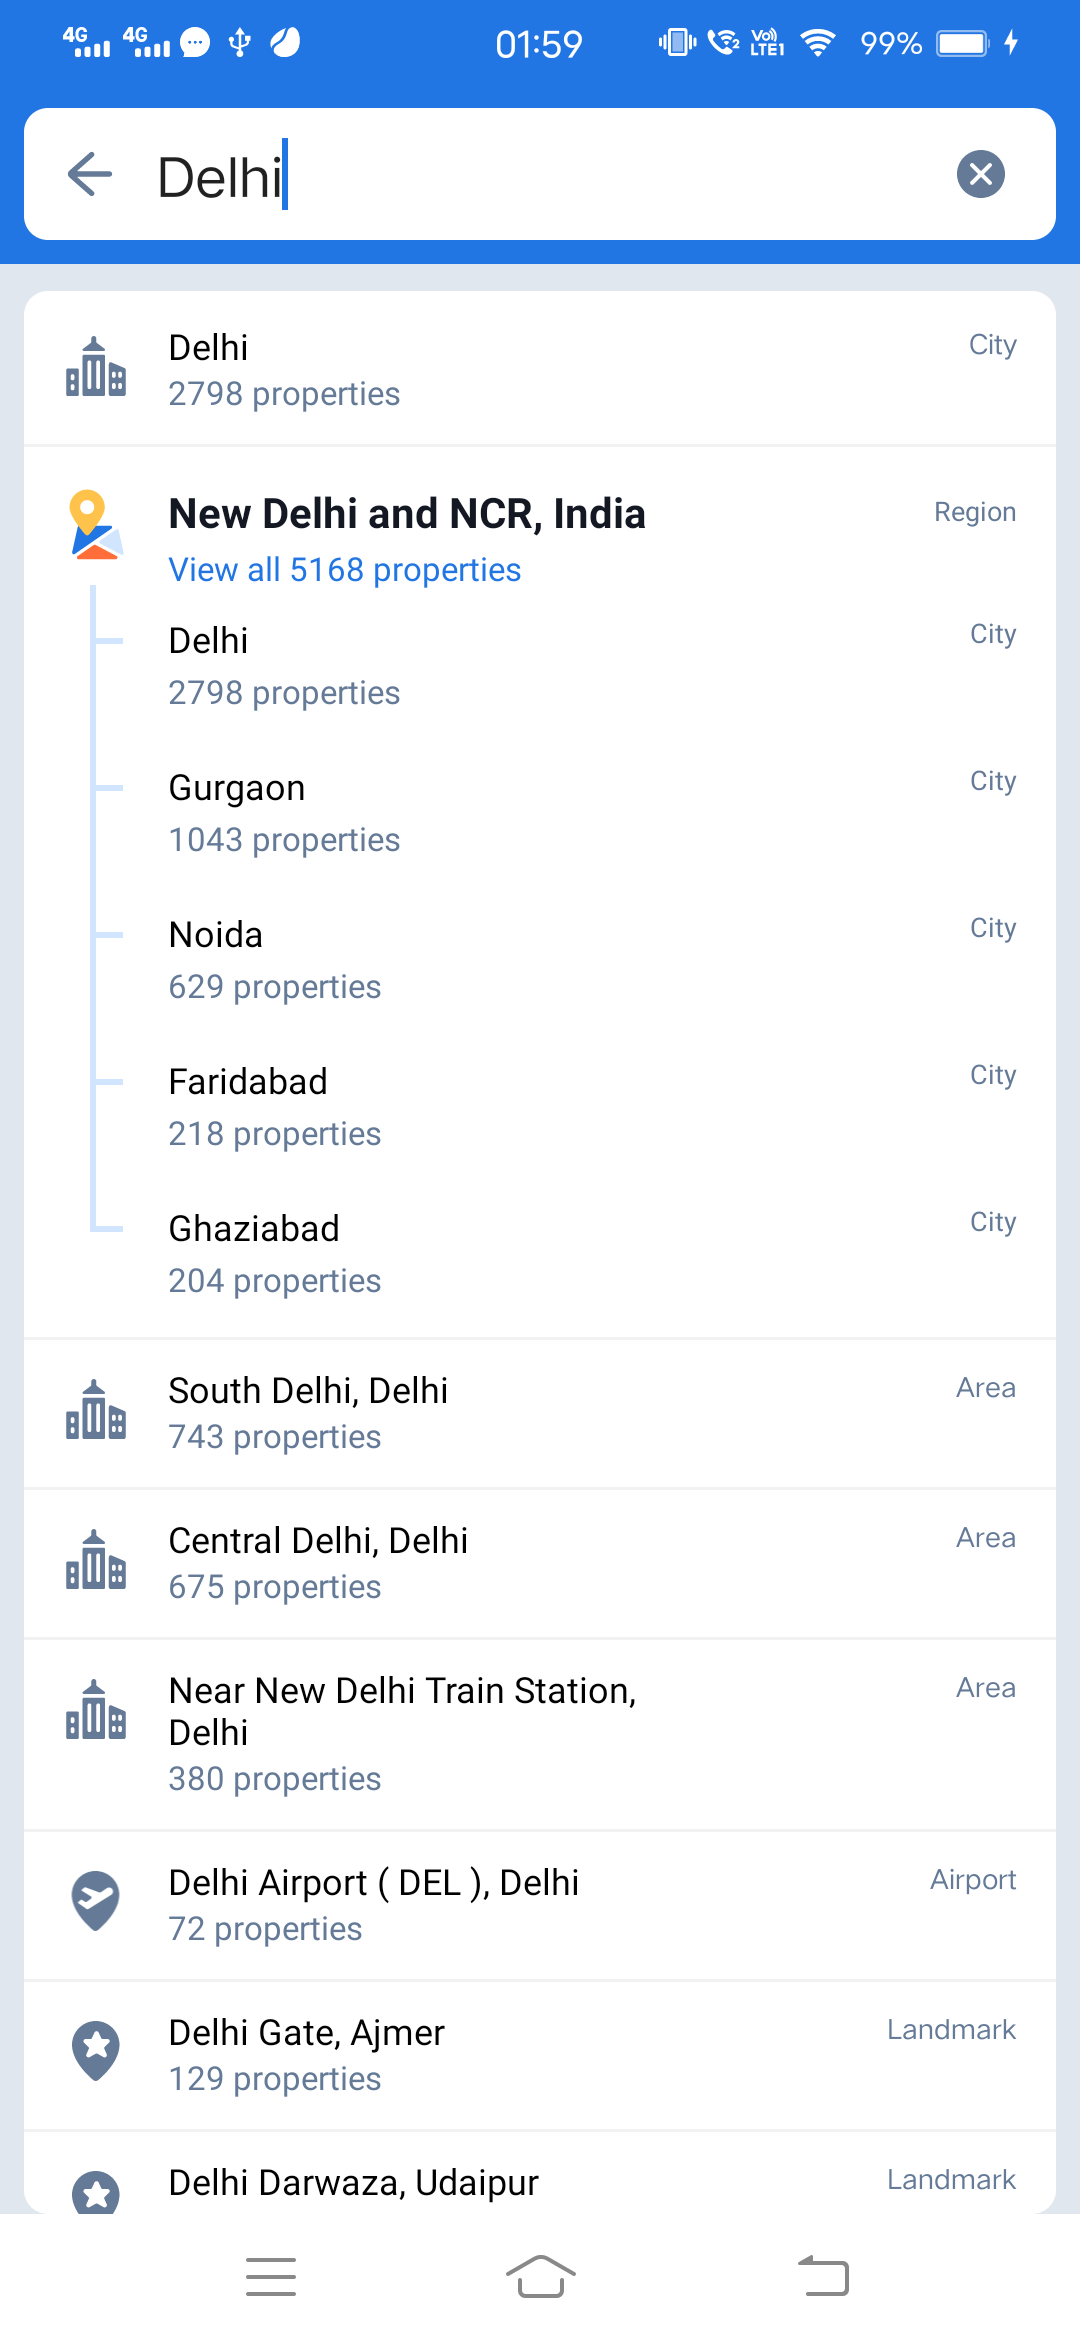 4G 4G 01:59 2 Vo) LTE1 99%
Delhi
Delhi City
2798 properties
New Delhi and NCR, India Region
View all 5168 properties
Delhi City
2798 properties
Gurgaon City
1043 properties
Noida City
629 properties
Faridabad City
218 properties
Ghaziabad City
204 properties
South Delhi, Delhi Area
743 properties
Central Delhi, Delhi Area
675 properties
Near New Delhi Train Station, Area
Delhi
380 properties
Delhi Airport ( DEL ), Delhi Airport
72 properties
Delhi Gate, Ajmer Landmark
129 properties
Delhi Darwaza, Udaipur Landmark